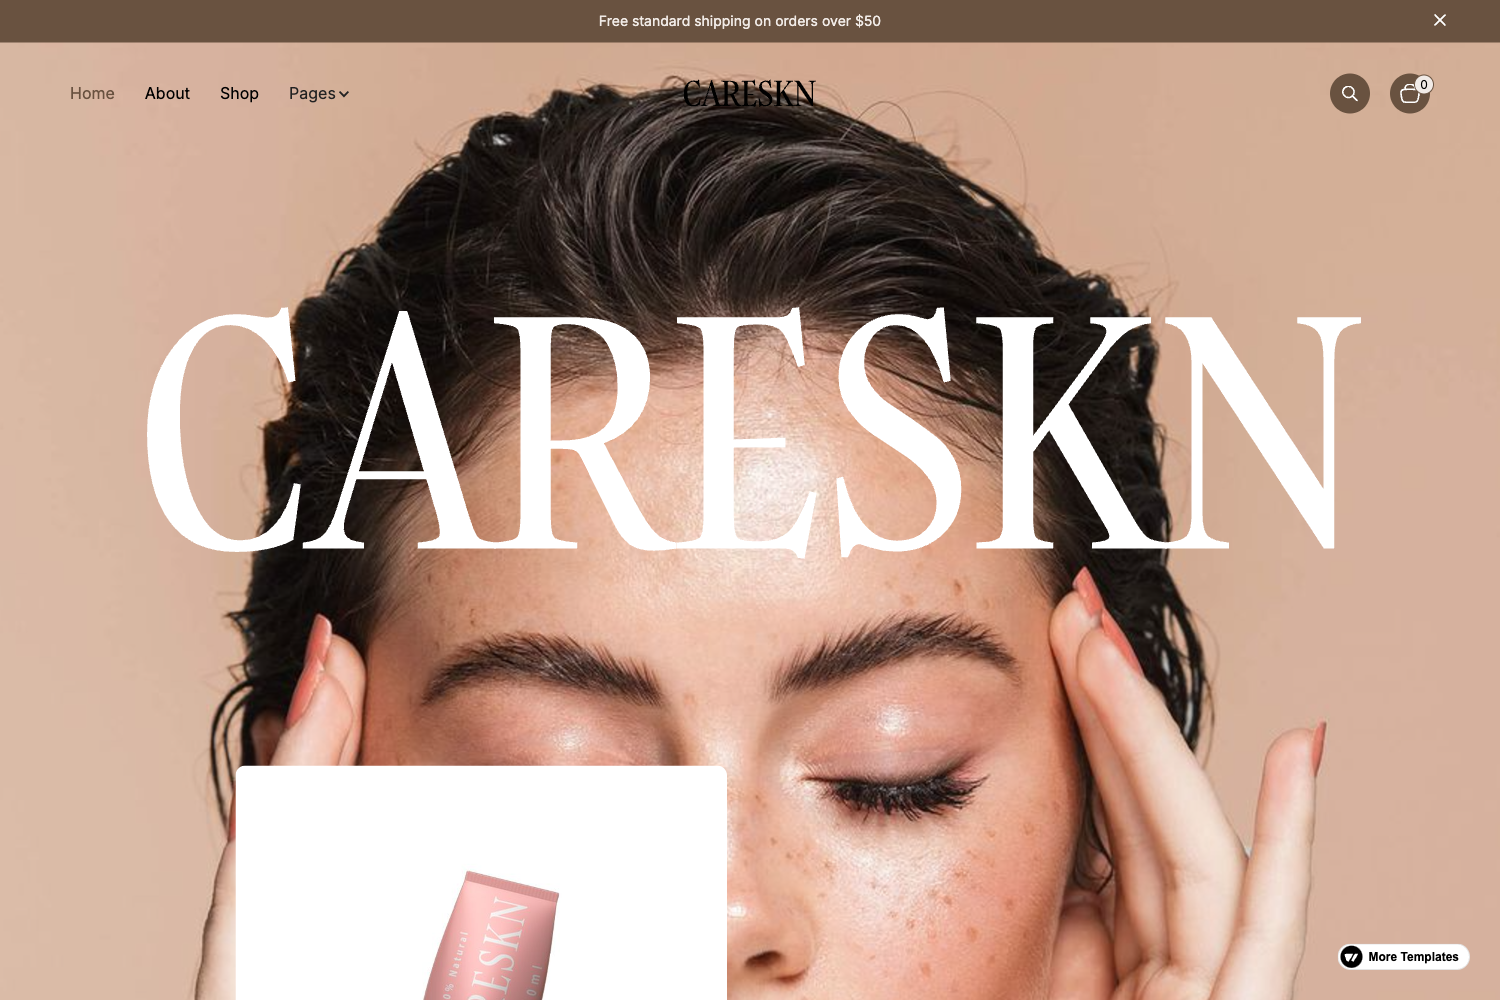 Free standard shipping on orders over $50
Home About Shop Pages
CARESKN
0
CARESKN
Natural
RESKN
0ml
More Templates